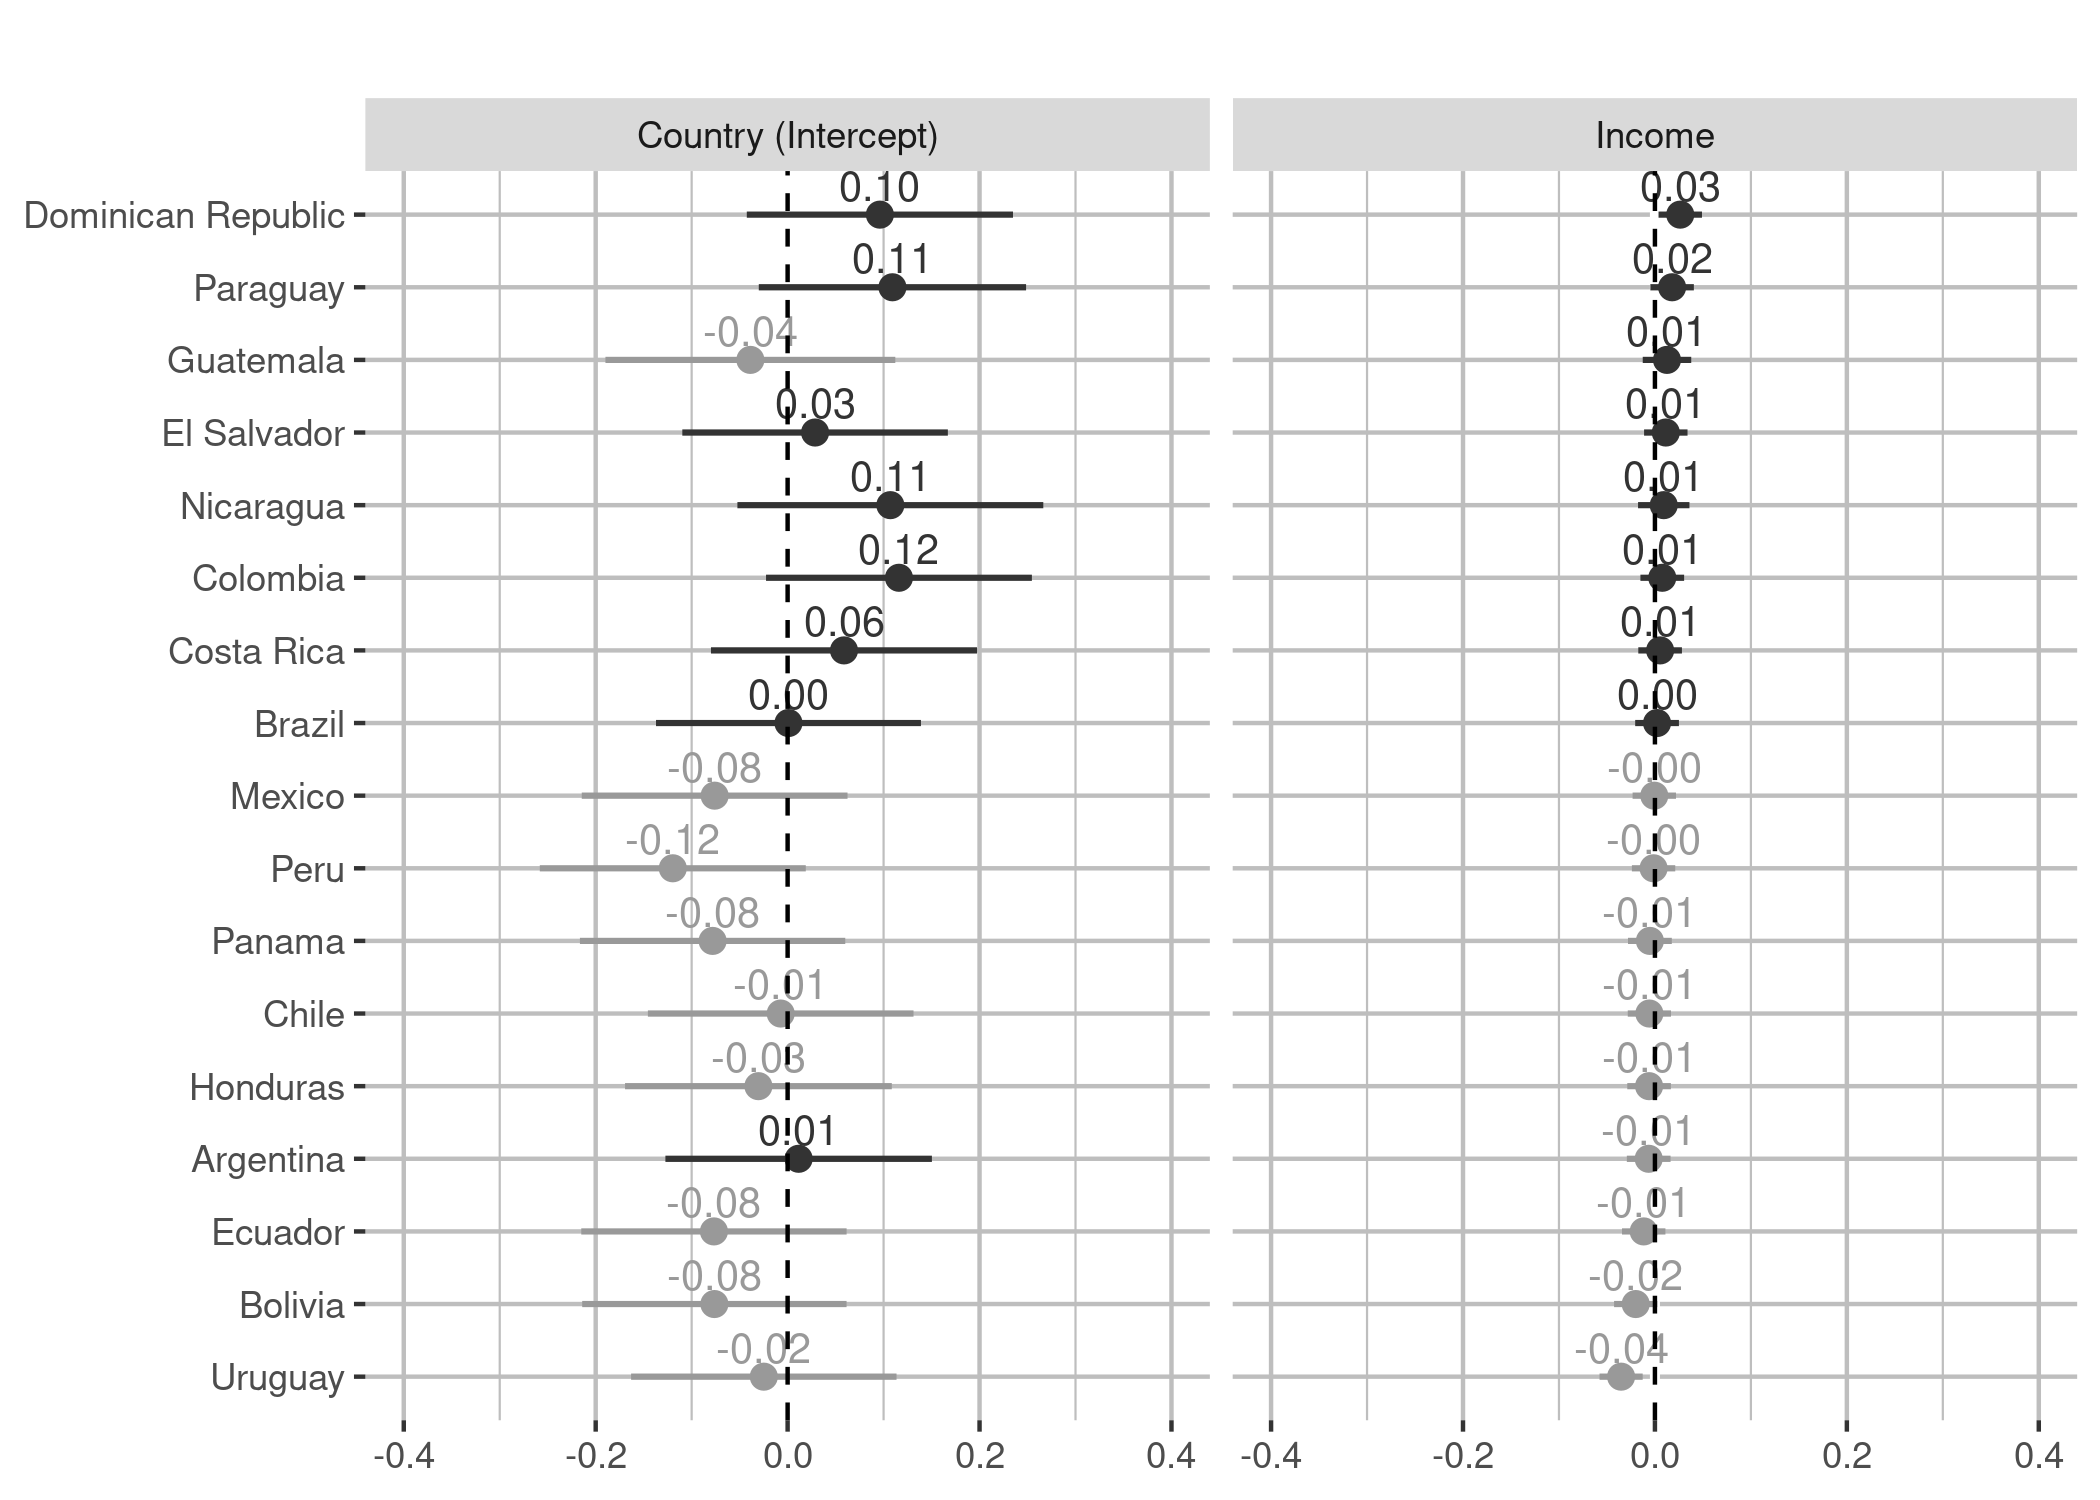 Country (Intercept) Income
Dominican Republic 0.10 0.03
Paraguay 0.11 0.02
Guatemala -0.04 0.01
El Salvador 0.03 0.01
Nicaragua 0.11 0.01
Colombia 0.12 0.01
Costa Rica 0.06 0.01
Brazil 0.00 0.00
Mexico -0.08 -0.00
Peru -0.12 -0.00
Panama -0.08 -0.01
Chile -0.01 -0.01
Honduras -0.03 -0.01
Argentina 0.01 -0.01
Ecuador -0.08 -0.01
Bolivia -0.08 -0.02
Uruguay -0.02 -0.04
-0.4 -0.2 0.0 0.2 0.4 -0.4 -0.2 0.0 0.2 0.4